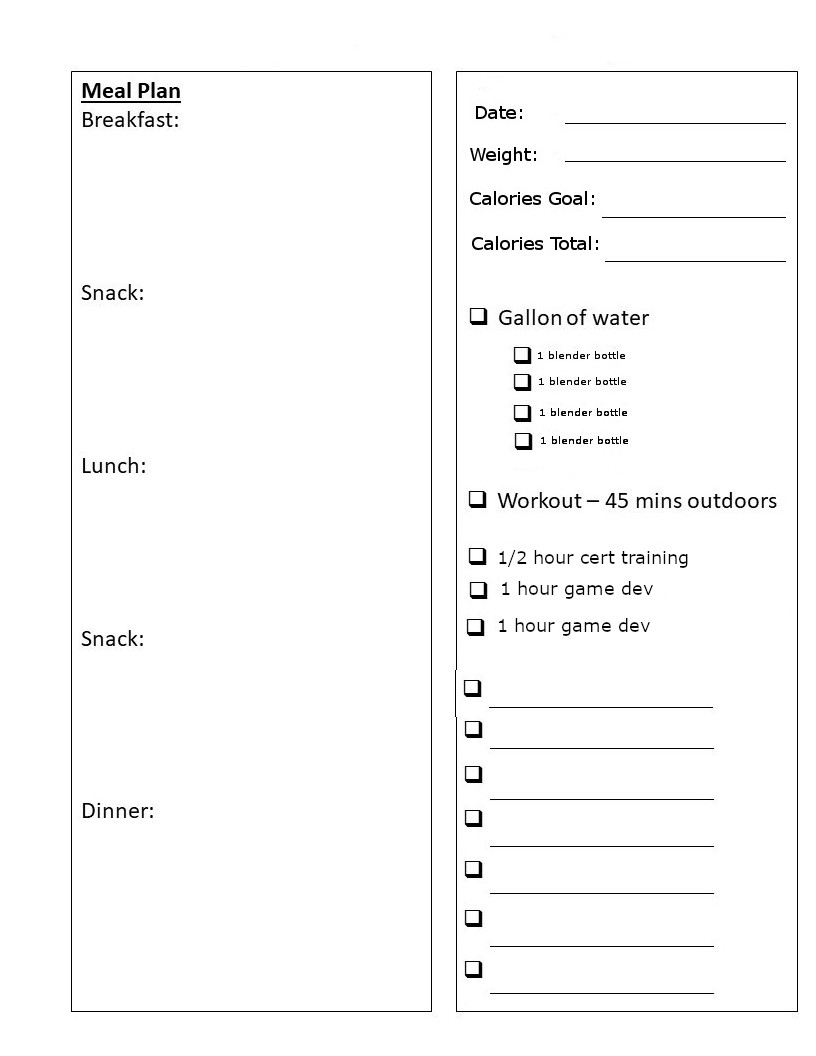 Meal Plan
Breakfast:
Snack:
Lunch:
Snack:
Dinner:
Date:
Weight:
Calories Goal:
Calories Total:
Gallon of water
1 blender bottle
1 blender bottle
1 blender bottle
1 blender bottle
Workout – 45 mins outdoors
1/2 hour cert training
1 hour game dev
1 hour game dev